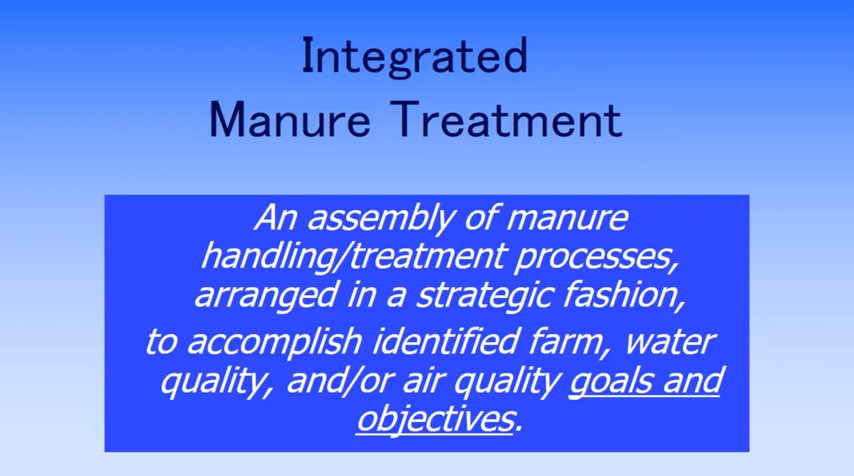 Integrated
Manure Treatment
An assembly of manure
handling/treatment processes,
arranged in a strategic fashion,
to accomplish identified farm, water
quality, and/or air quality goals and
objectives.